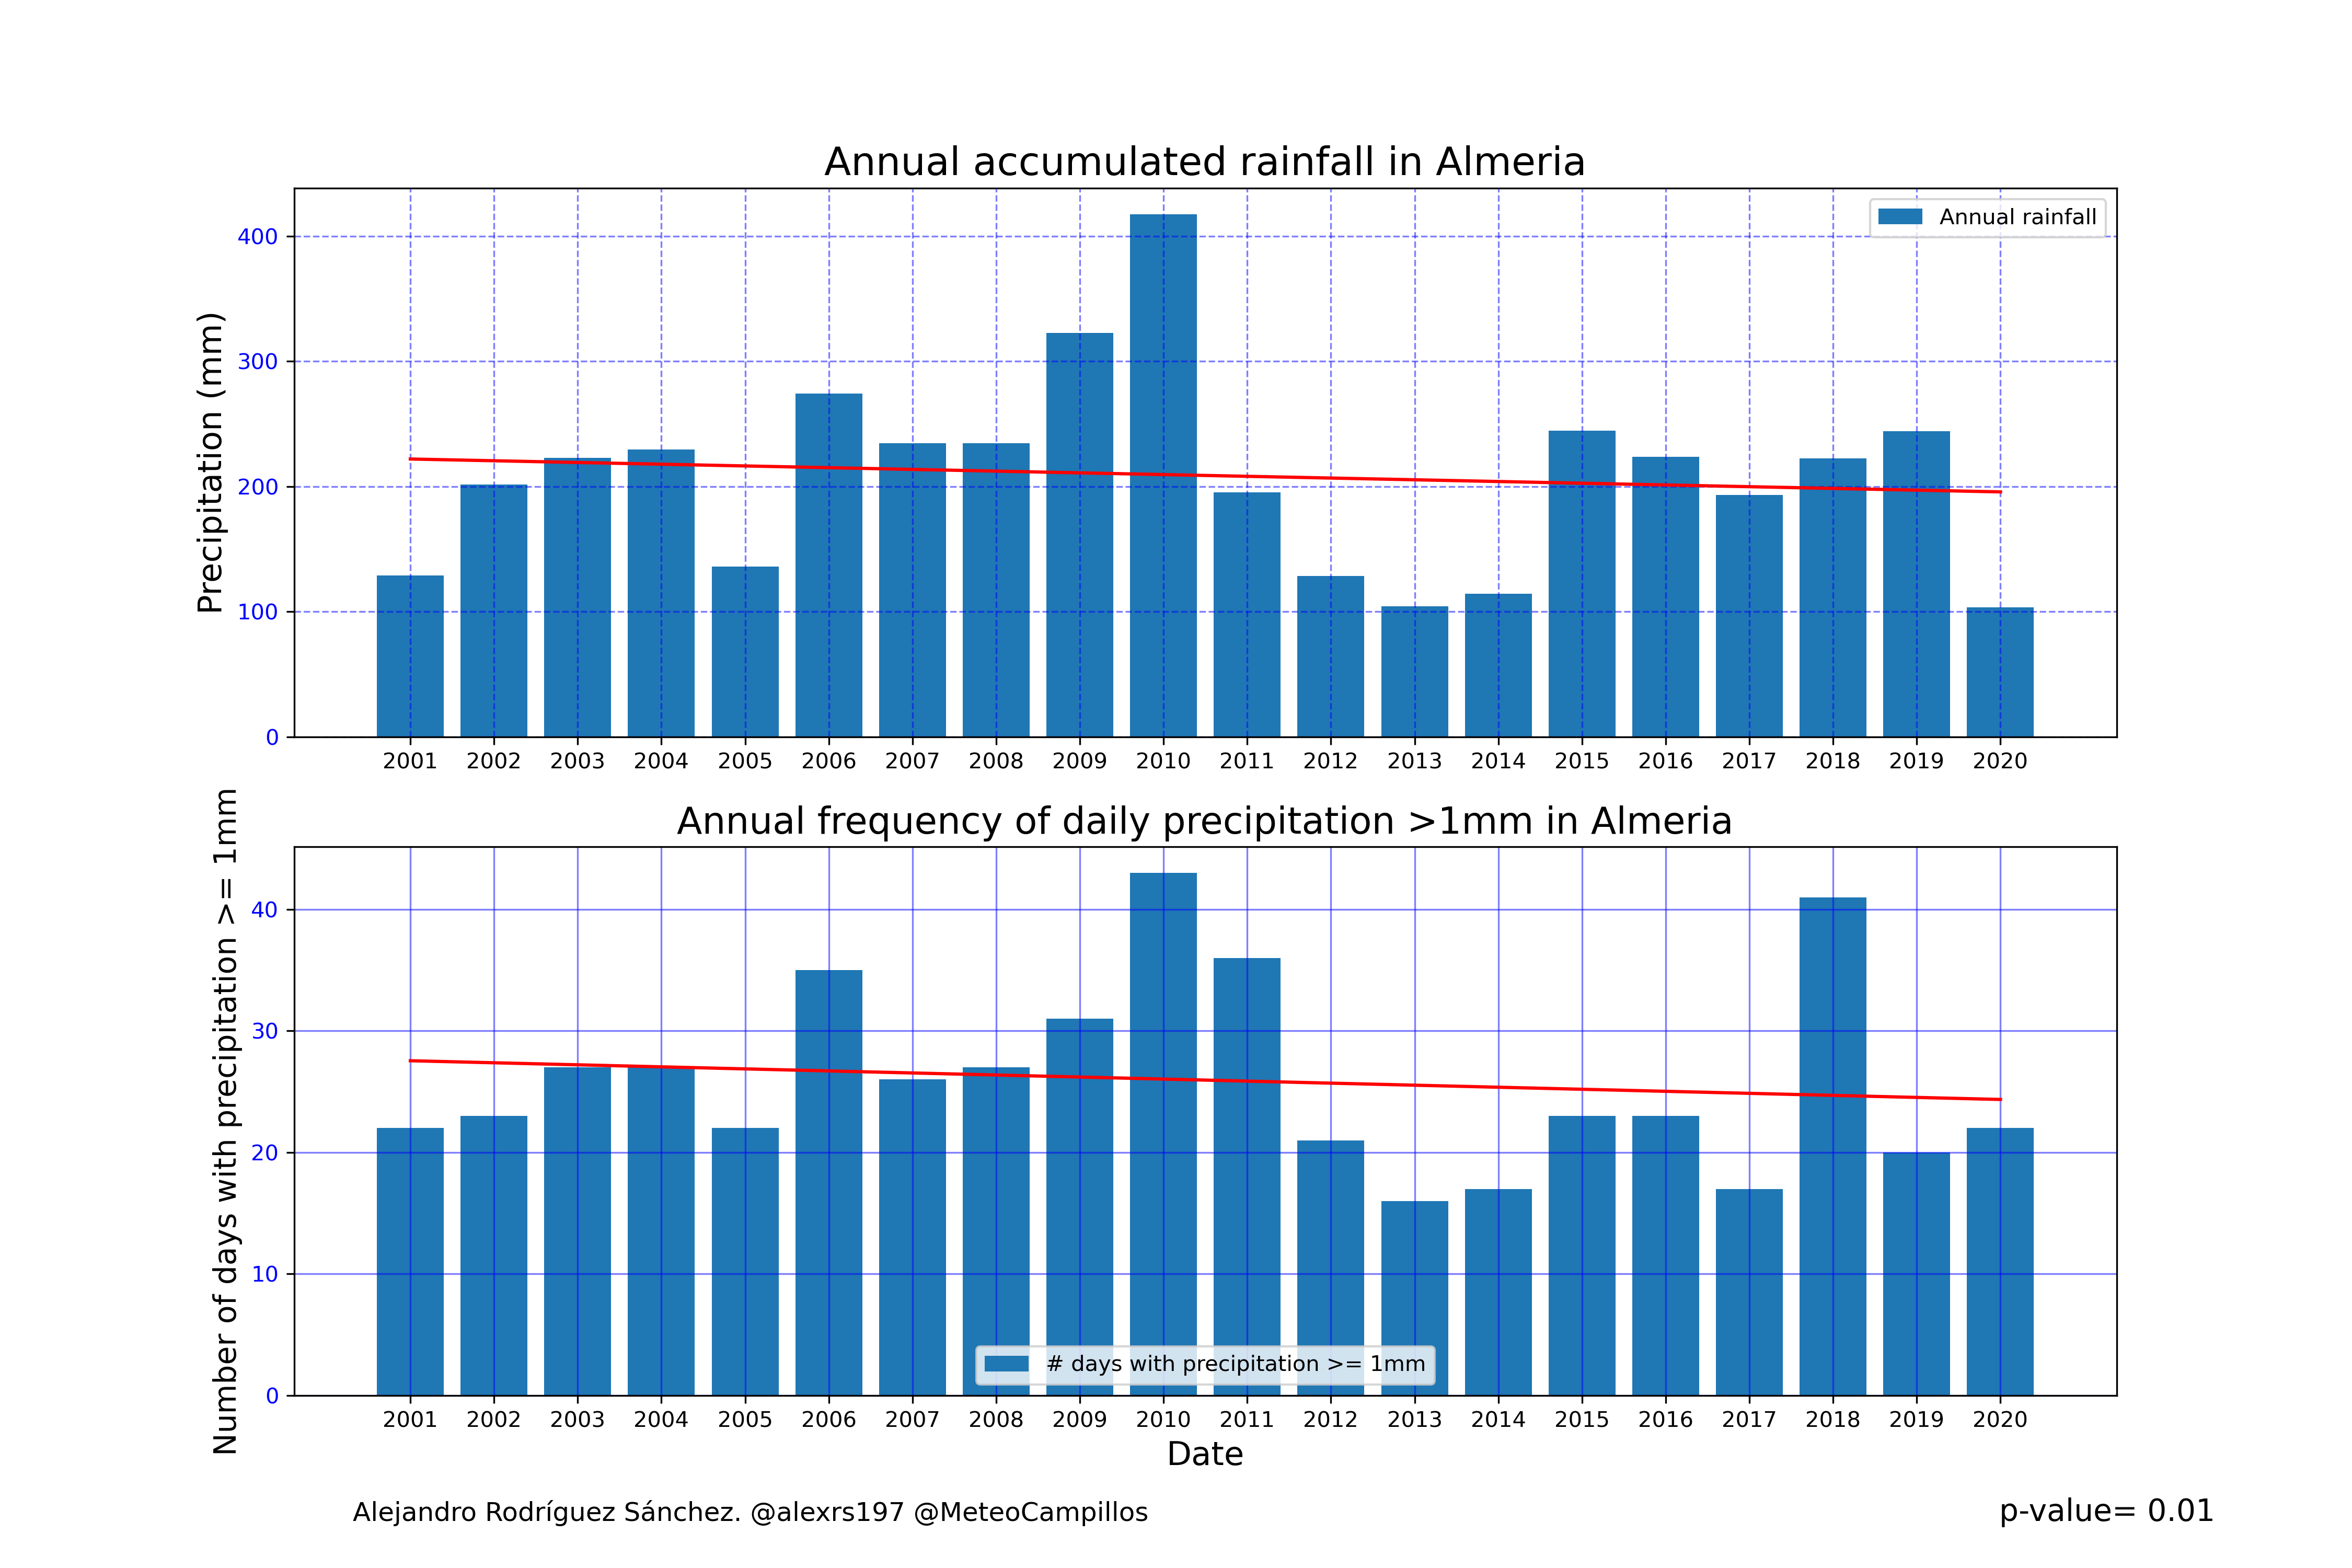 Annual accumulated rainfall in Almeria
Annual rainfall
Precipitation (mm)
400
300
200
100
0
2001 2002 2003 2004 2005 2006 2007 2008 2009 2010 2011 2012 2013 2014 2015 2016 2017 2018 2019 2020
Annual frequency of daily precipitation >1mm in Almeria
Number of days with precipitation >= 1mm
40
30
20
10
0
# days with precipitation >= 1mm
2001 2002 2003 2004 2005 2006 2007 2008 2009 2010 2011 2012 2013 2014 2015 2016 2017 2018 2019 2020
Date
Alejandro Rodríguez Sánchez. @alexrs197 @MeteoCampillos
p-value= 0.01